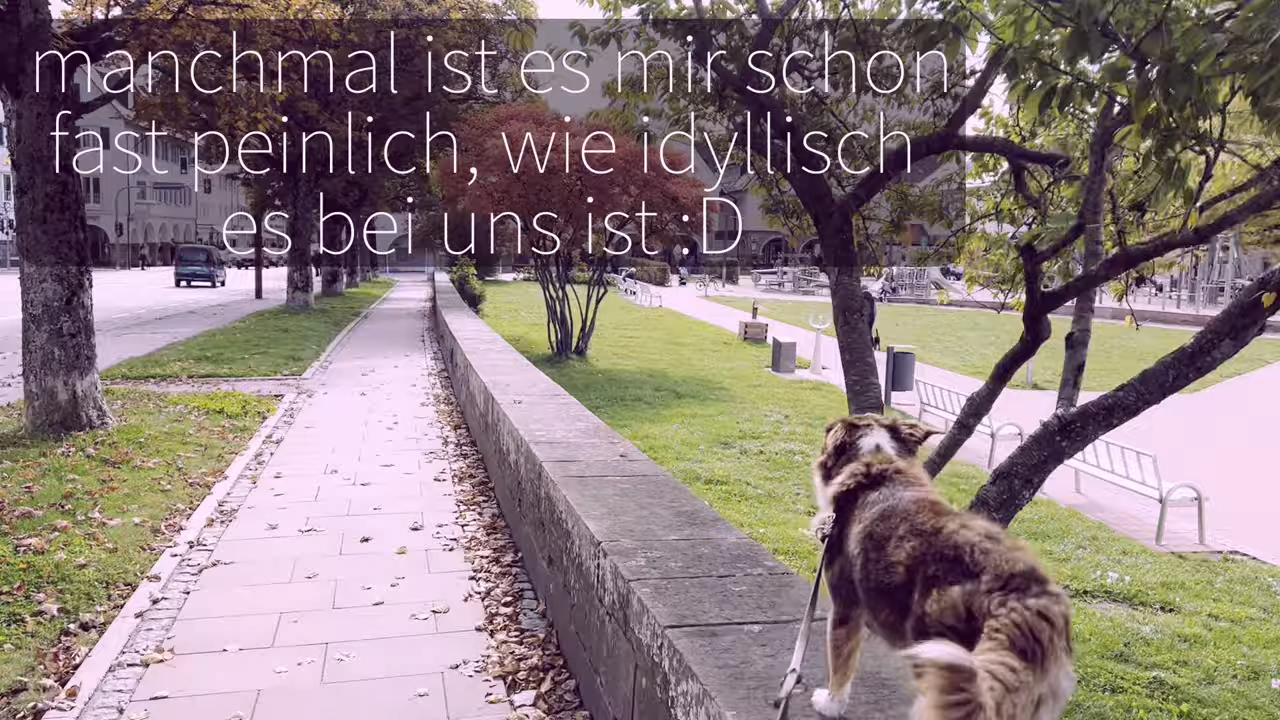 manchmal ist es mir schon
fast peinlich, wie idyllisch
es bei uns ist :D